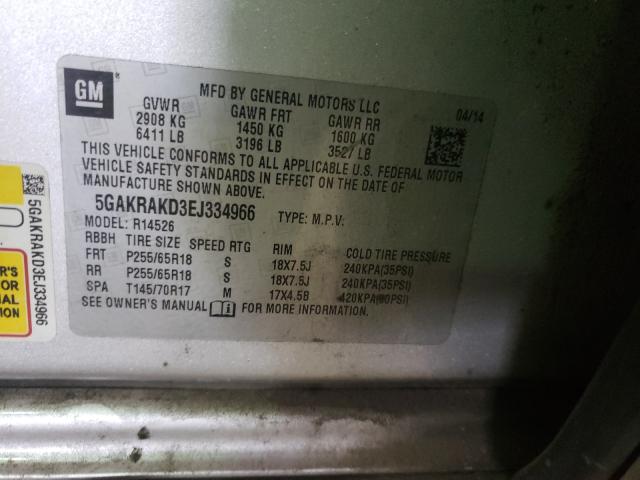 GM
MFD BY GENERAL MOTORS LLC
04/14
GVWR GAWR FRT GAWR RR
2908 KG 1450 KG 1600 KG
6411 LB 3196 LB 3527 LB
THIS VEHICLE CONFORMS TO ALL APPLICABLE U.S. FEDERAL MOTOR
VEHICLE SAFETY STANDARDS IN EFFECT ON THE DATE OF
MANUFACTURE SHOWN ABOVE.
5GAKRAKD3EJ334966 TYPE: M.P.V.
MODEL: R14526
RBBH TIRE SIZE SPEED RTG RIM COLD TIRE PRESSURE
FRT P255/65R18 S 18X7.5J 240KPA(35PSI)
RR P255/65R18 S 18X7.5J 240KPA(35PSI)
SPA T145/70R17 M 17X4.5B 420KPA(60PSI)
SEE OWNER'S MANUAL i FOR MORE INFORMATION.
5GAKRAKD3EJ334966